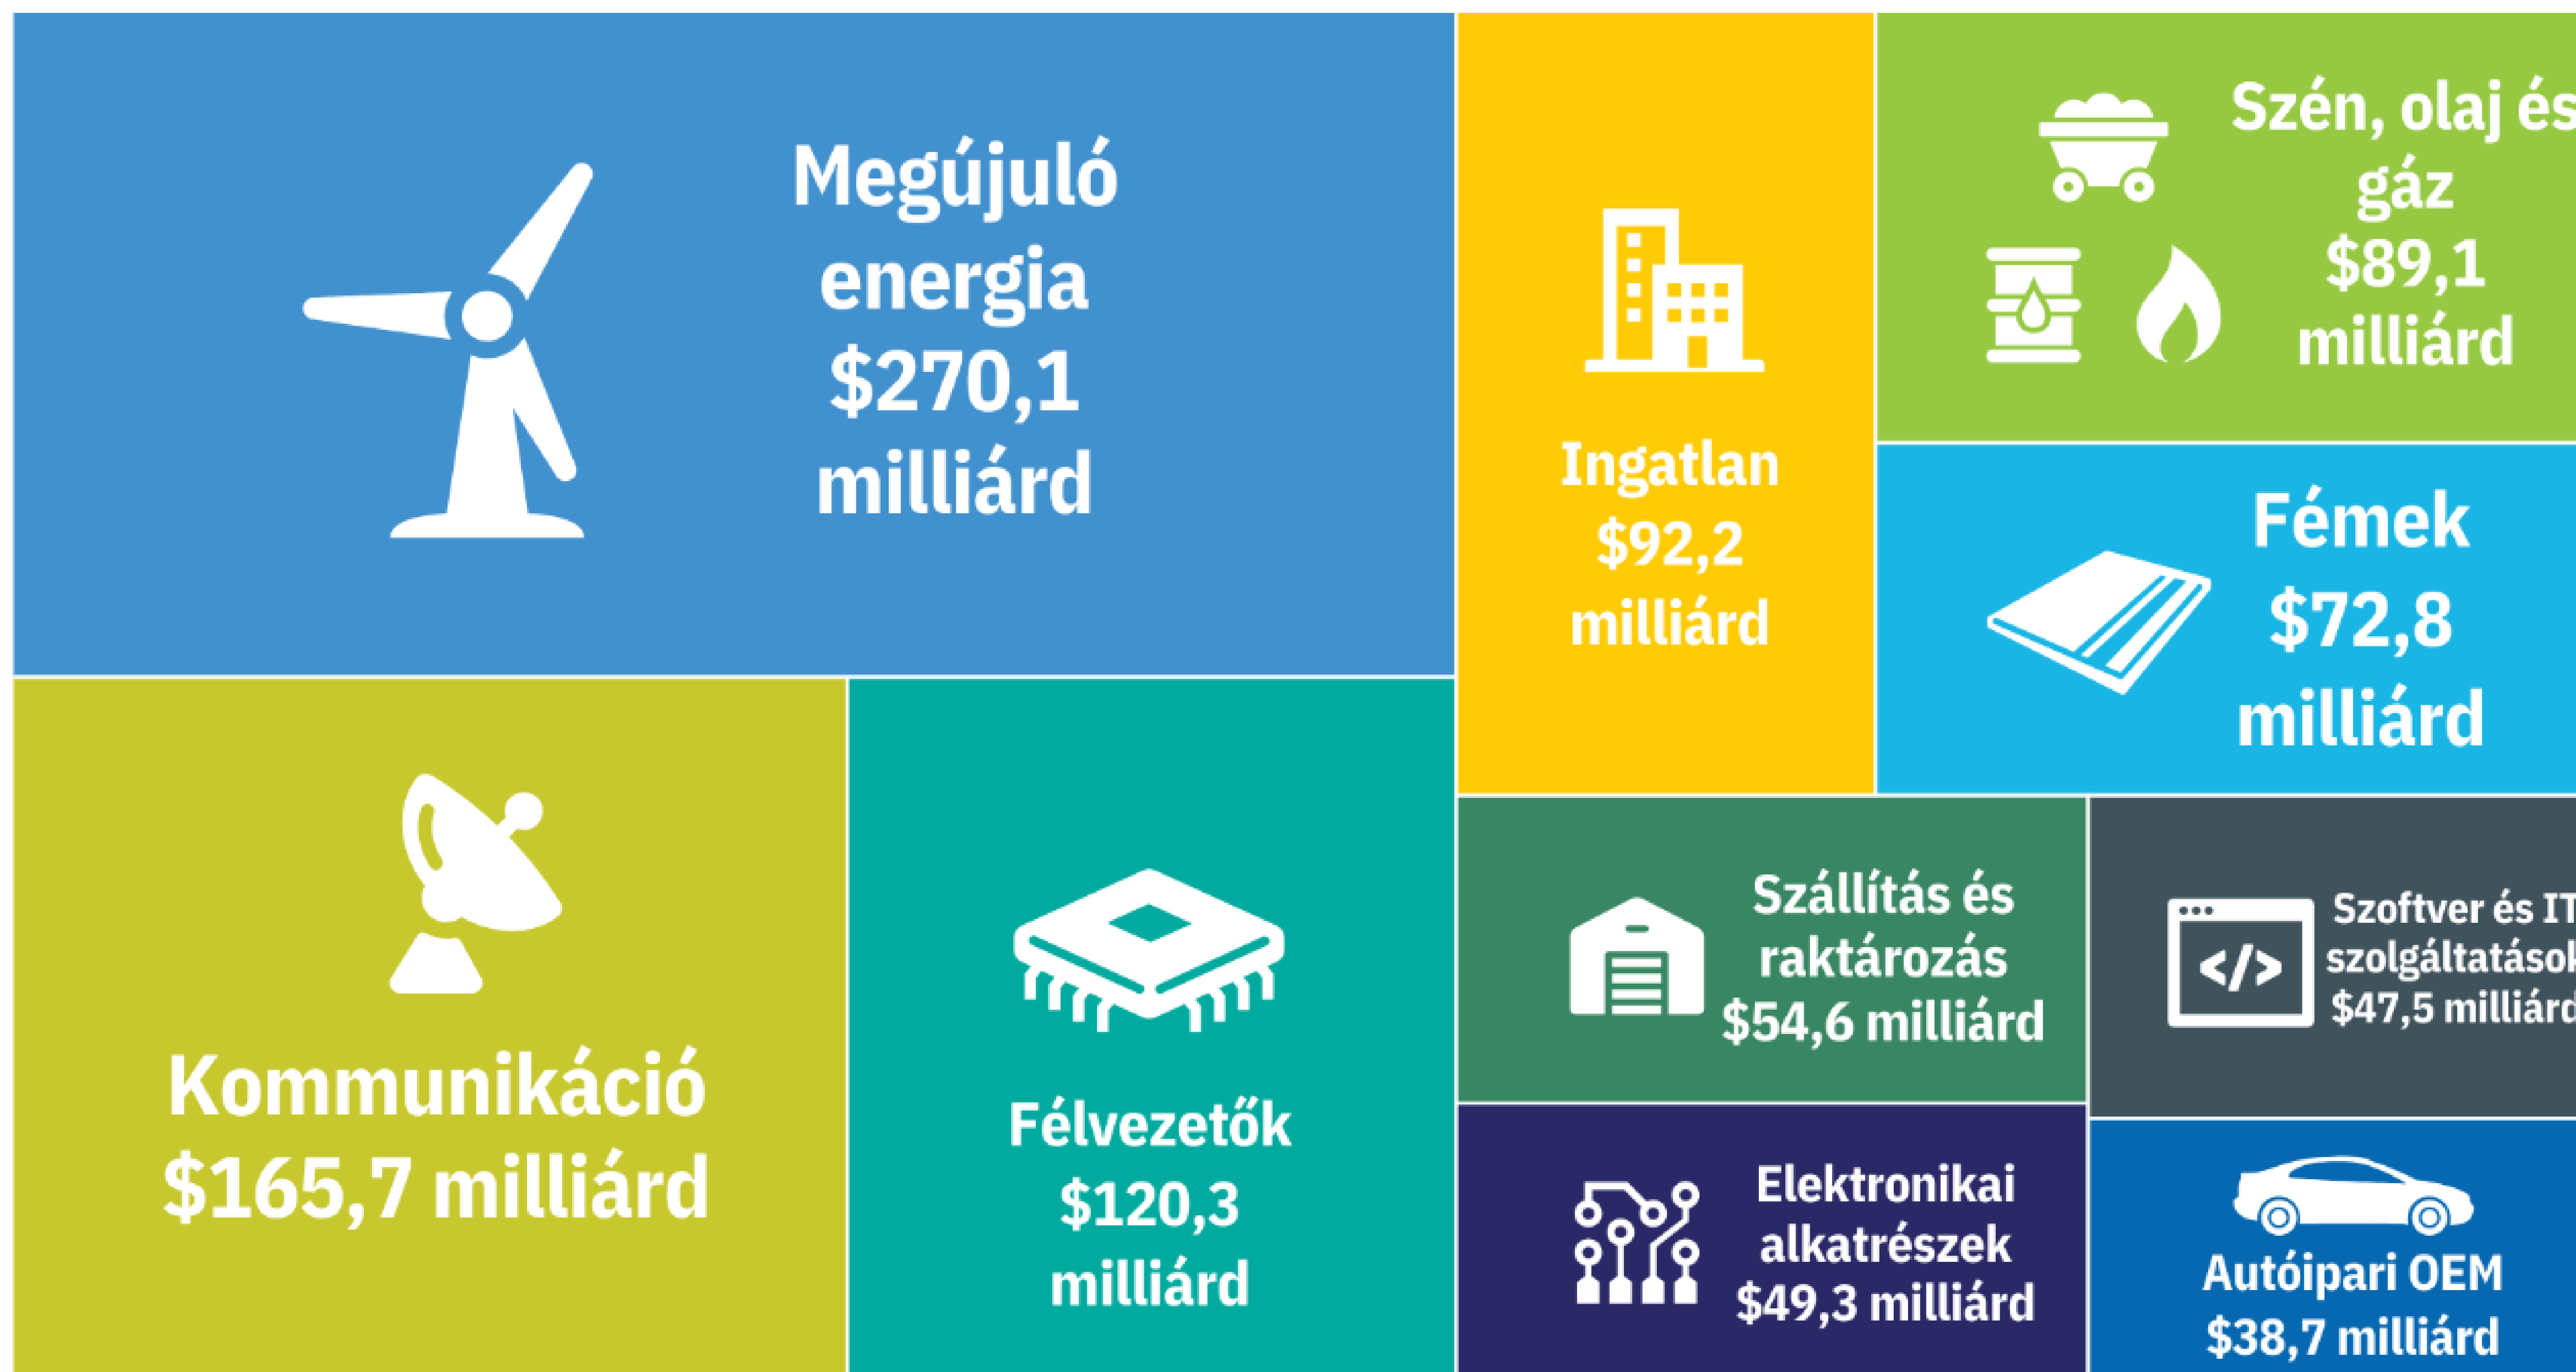 Megújuló
energia
$270,1
milliárd
Ingatlan
$92,2
milliárd
Szén, olaj és
gáz
$89,1
milliárd
Fémek
$72,8
milliárd
Kommunikáció
$165,7 milliárd
Félvezetők
$120,3
milliárd
Szállítás és
raktározás
$54,6 milliárd
Szoftver és IT
szolgáltatások
$47,5 milliárd
</>
Elektronikai
alkatrészek
$49,3 milliárd
Autóipari OEM
$38,7 milliárd